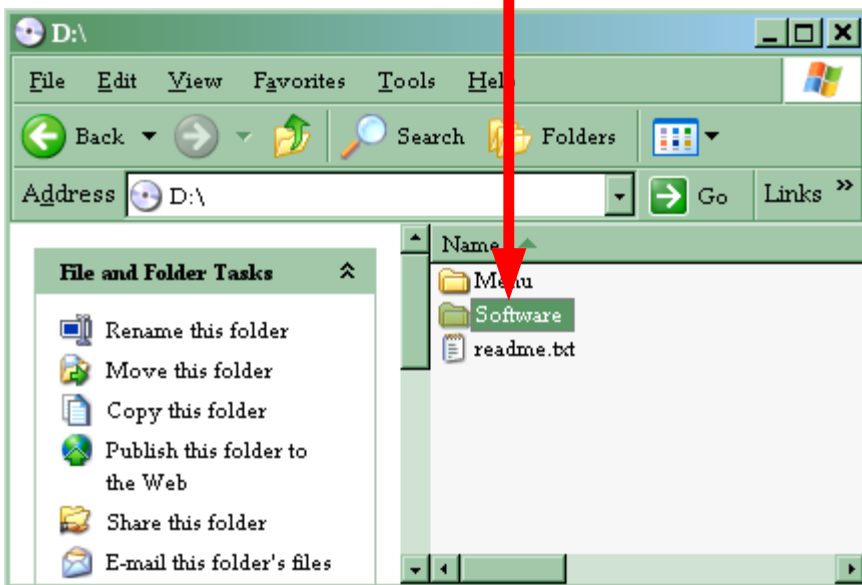 D:\
File Edit View Favorites Tools Help
Back Search Folders
Address D:\ Go Links »
Name
File and Folder Tasks
Menu
Software
readme.txt
Rename this folder
Move this folder
Copy this folder
Publish this folder to
the Web
Share this folder
E-mail this folder's files